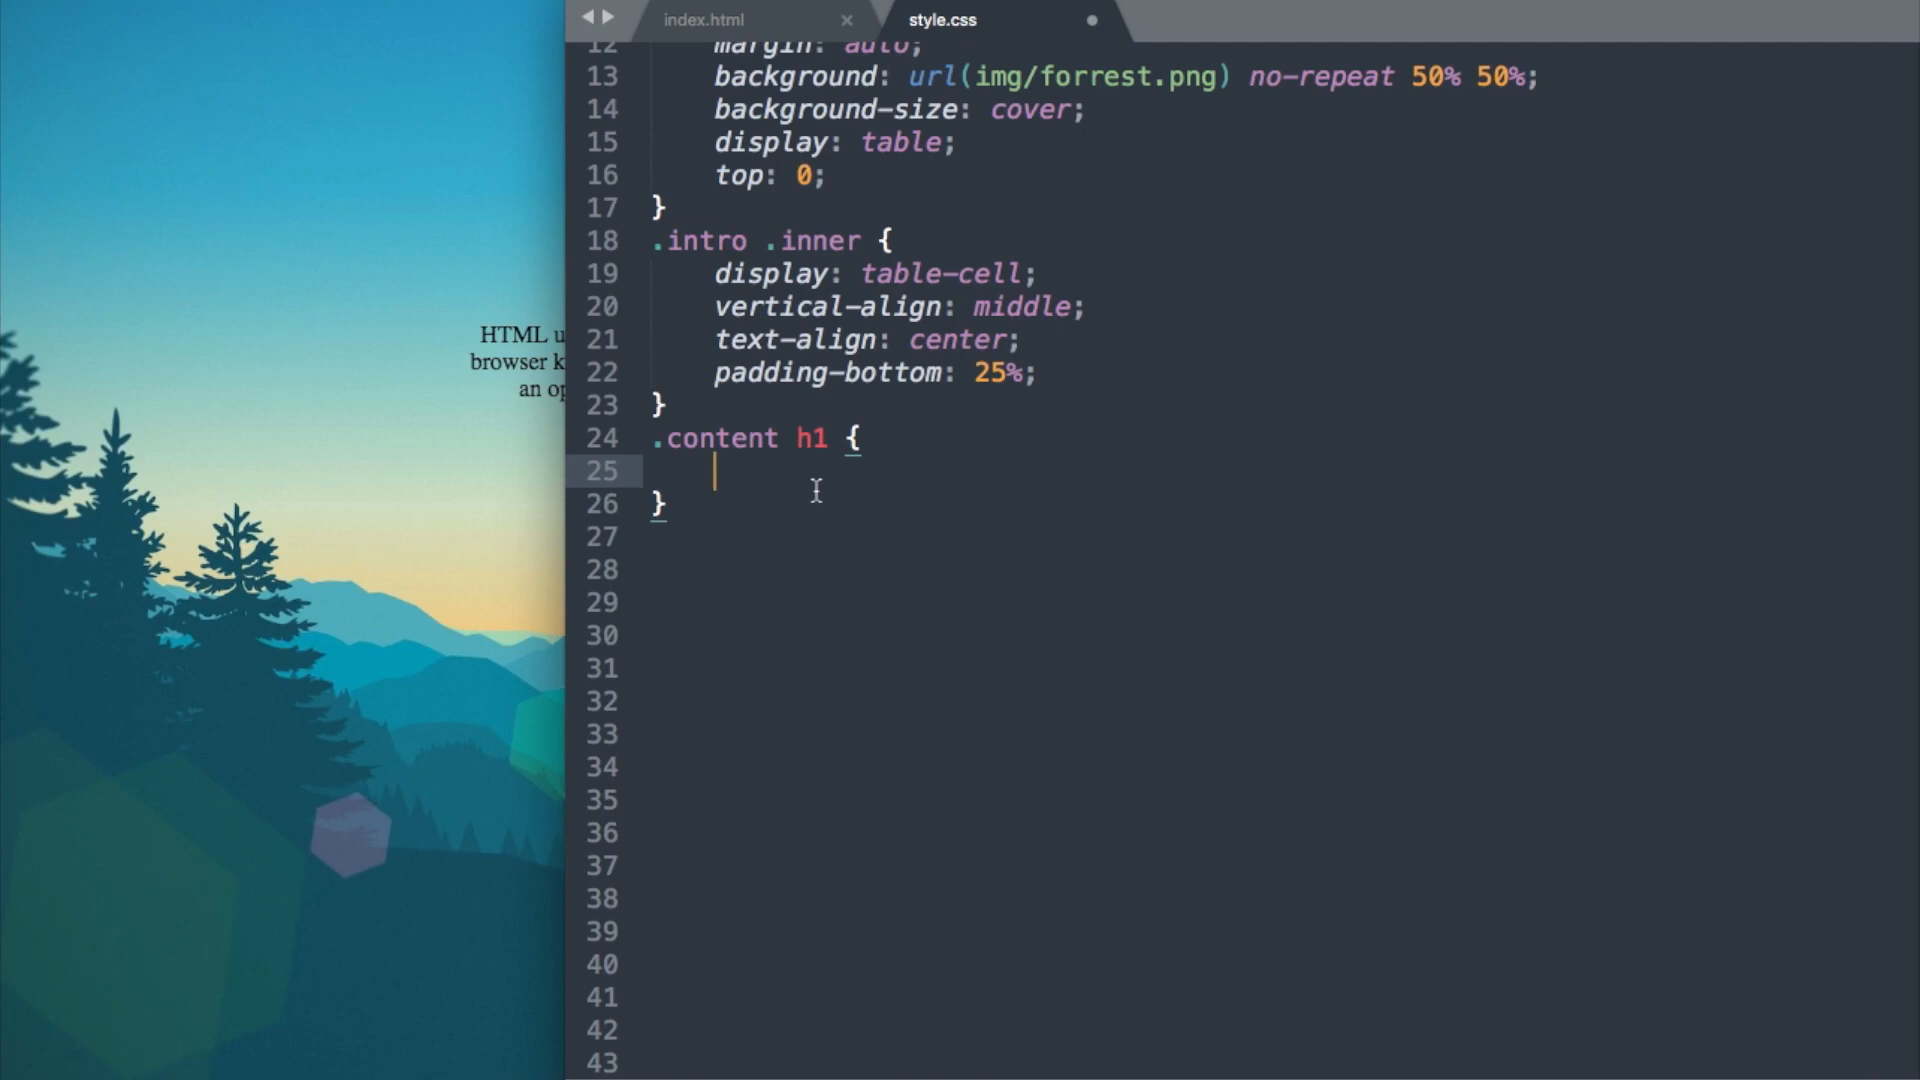 index.html × style.css
12 margin: auto;
13 background: url(img/forrest.png) no-repeat 50% 50%;
14 background-size: cover;
15 display: table;
16 top: 0;
17 }
18 .intro .inner {
19 display: table-cell;
20 vertical-align: middle;
21 text-align: center;
22 padding-bottom: 25%;
23 }
24 .content h1 {
25
26 }
27
28
29
30
31
32
33
34
35
36
37
38
39
40
41
42
43
HTML u
browser k
an op